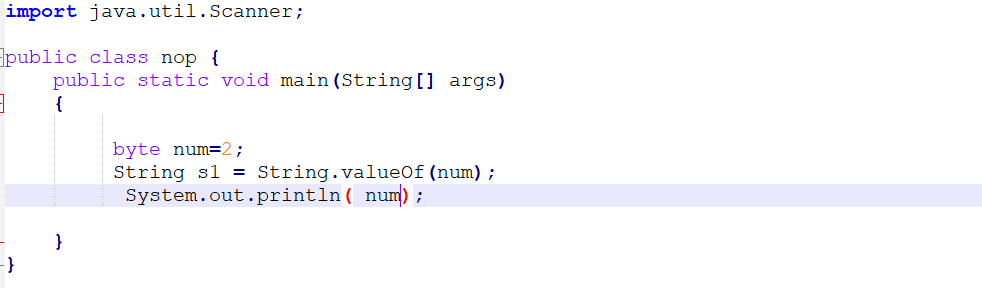 import java.util.Scanner;
public class nop {
public static void main(String[] args)
{
byte num=2;
String s1 = String.valueOf(num);
System.out.println( num);
}
}